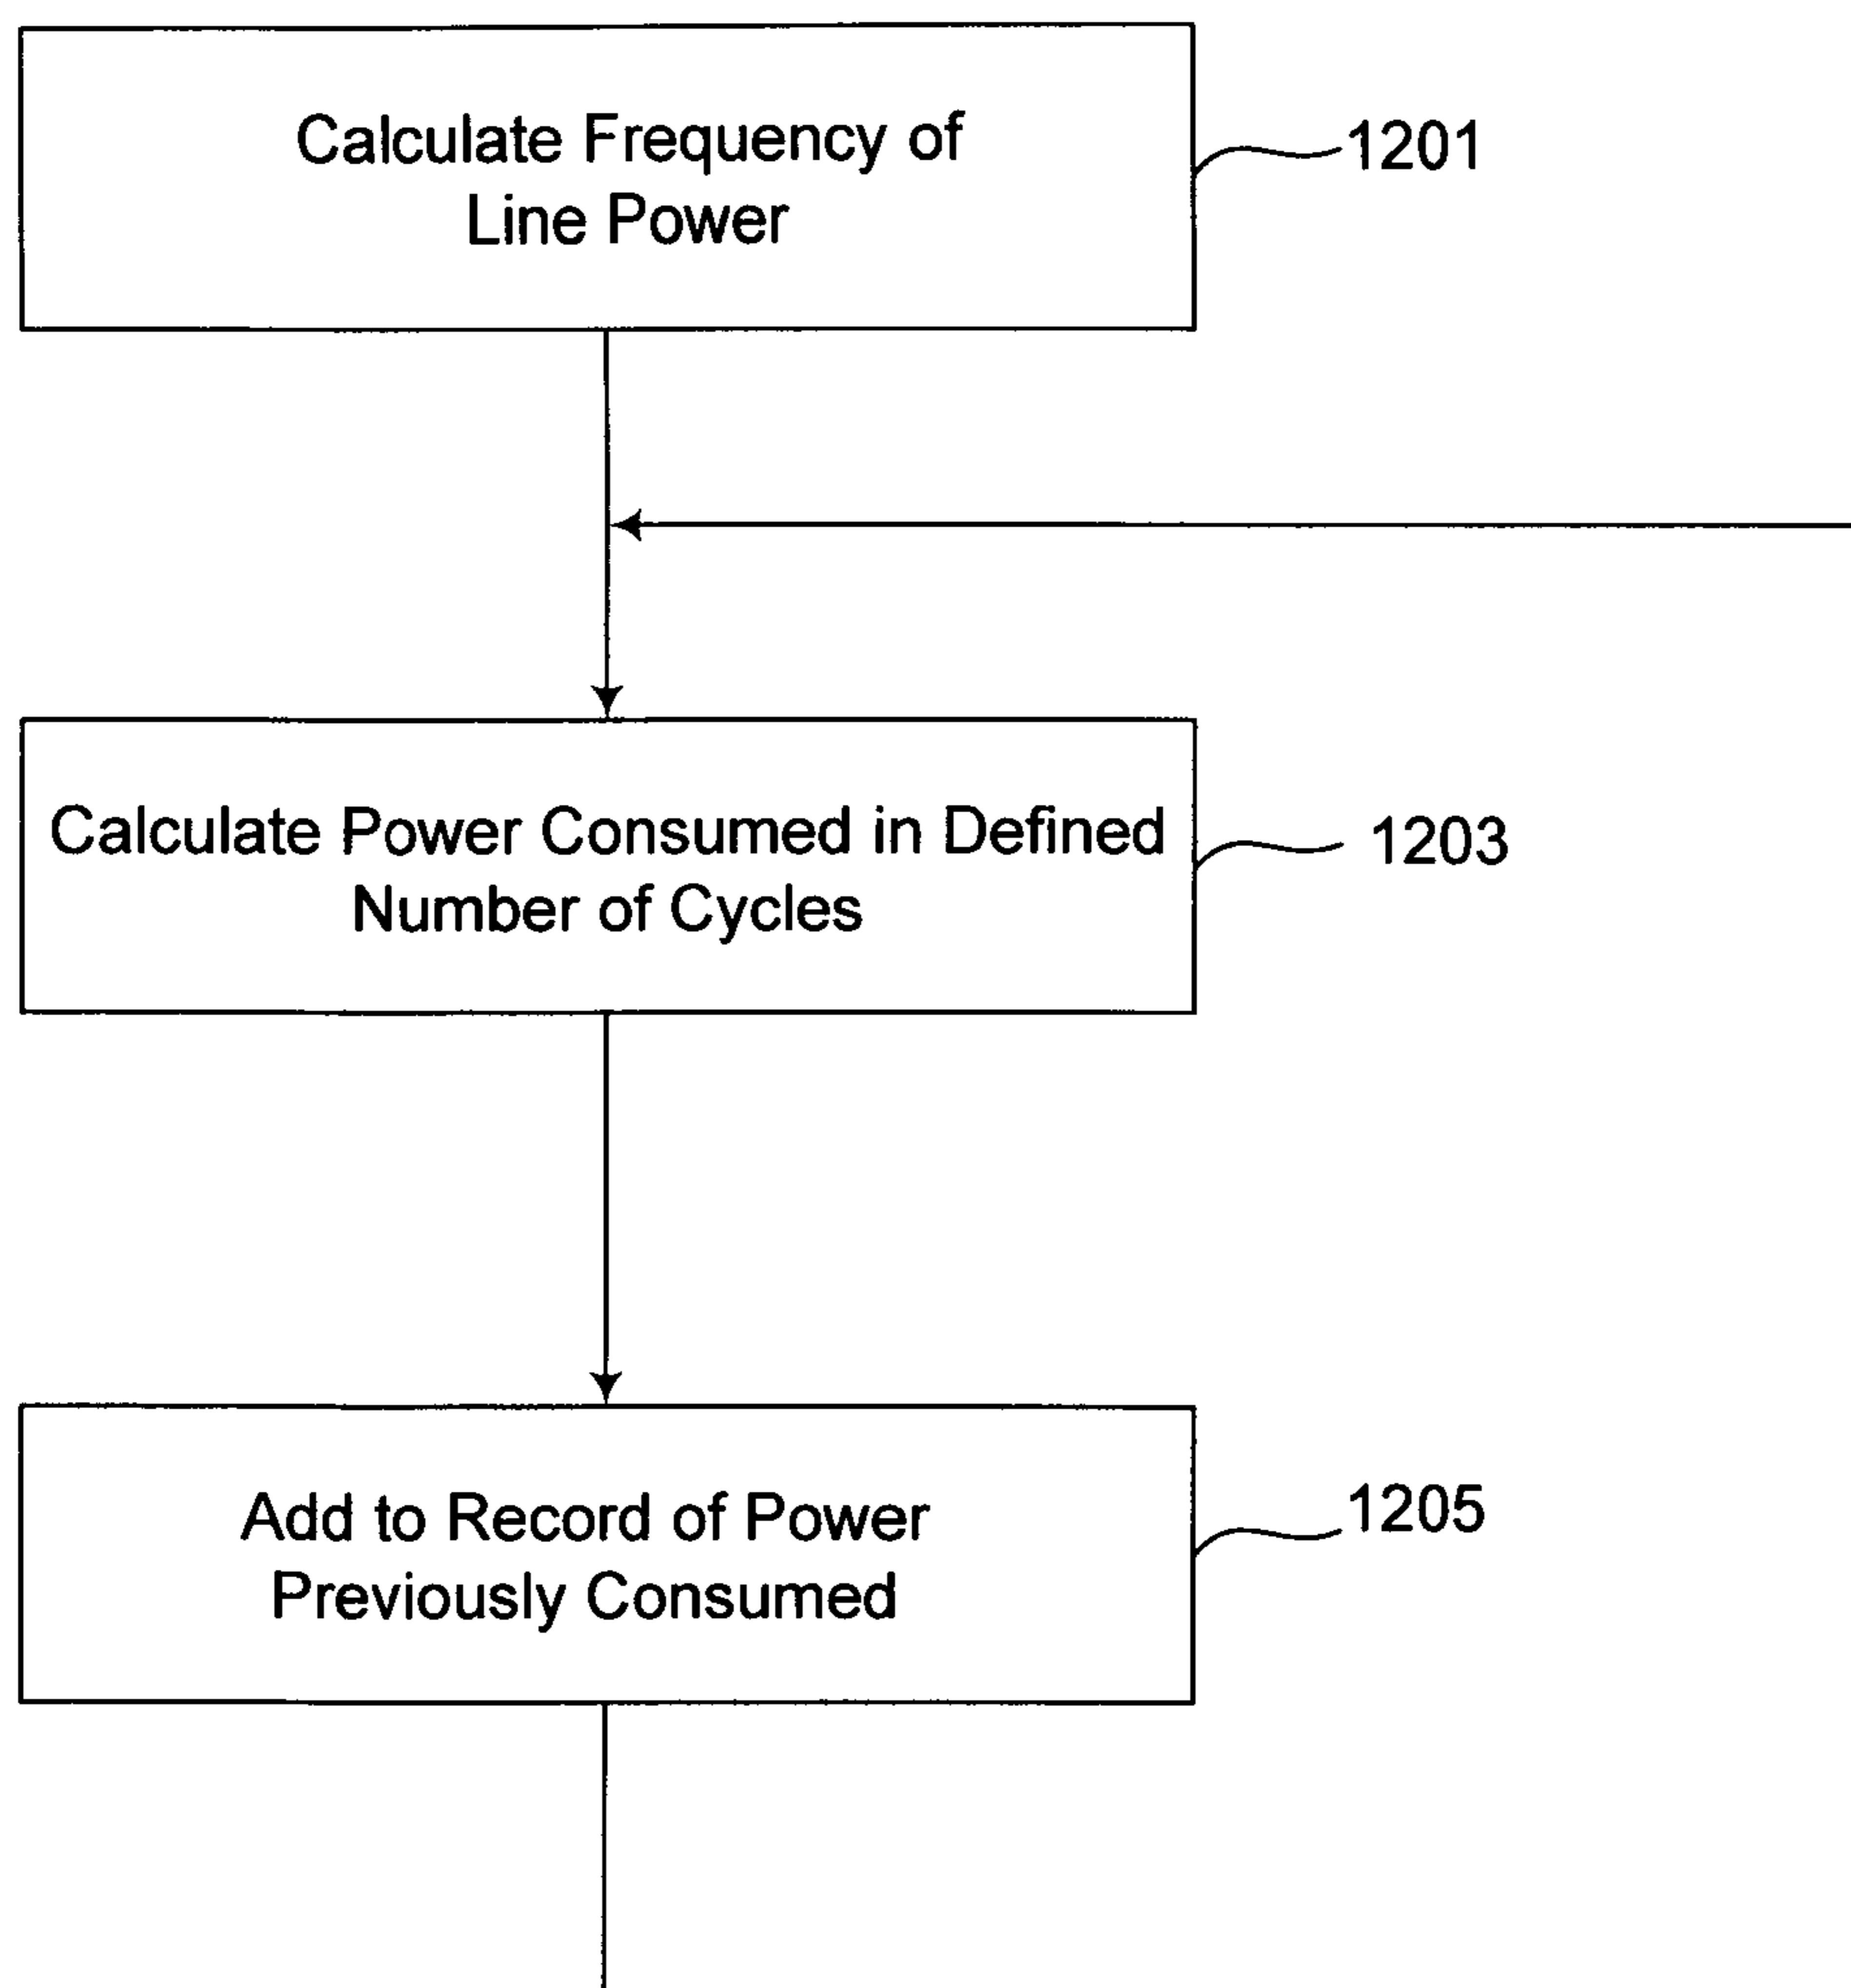 Calculate Frequency of
Line Power
1201
Calculate Power Consumed in Defined
Number of Cycles
1203
Add to Record of Power
Previously Consumed
1205